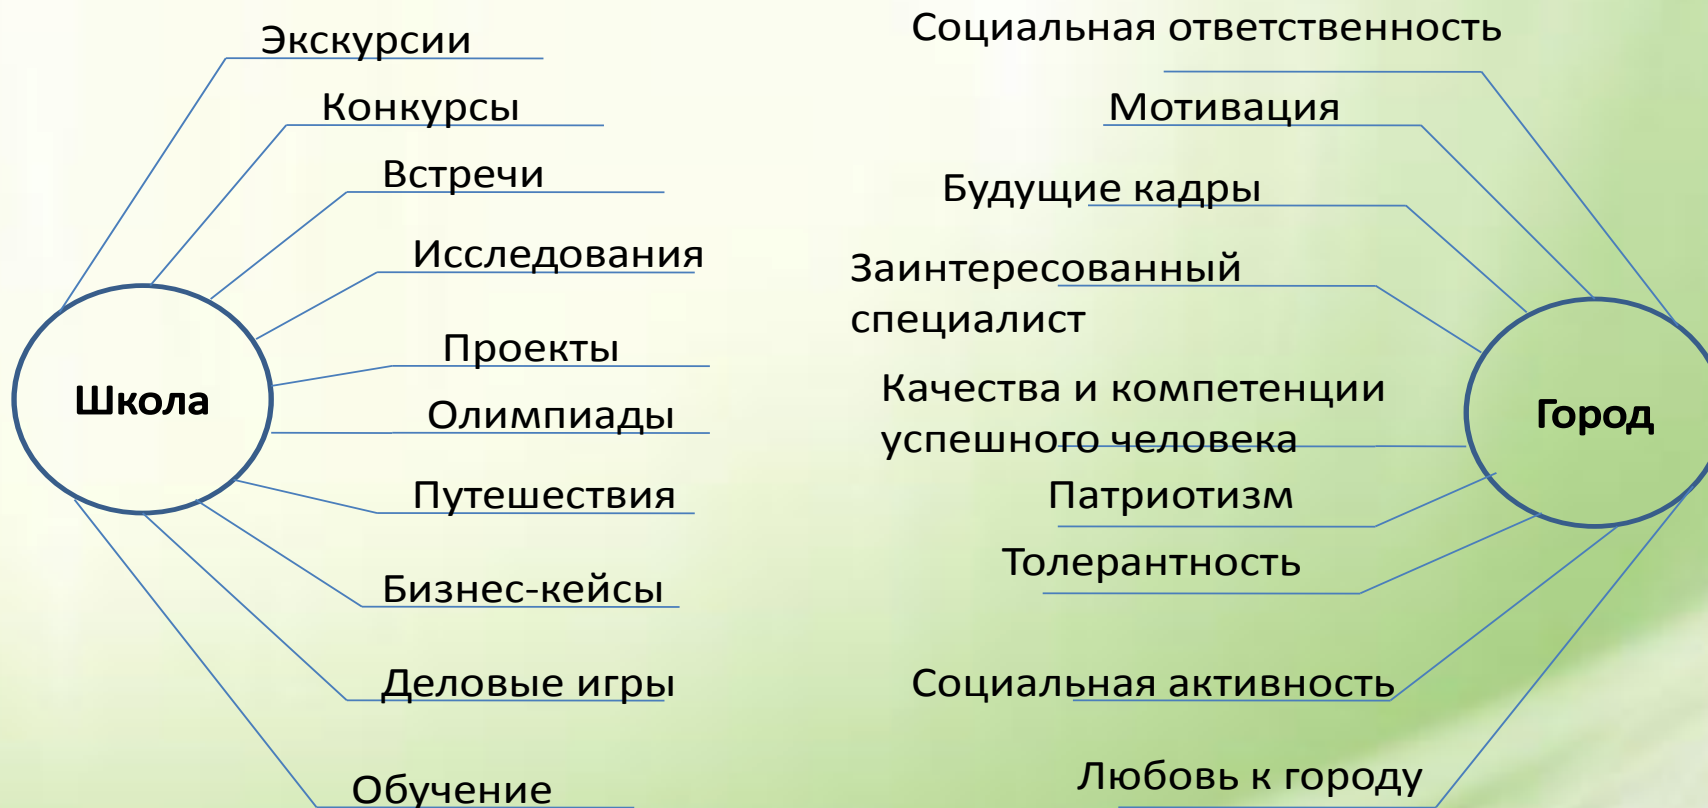 Экскурсии
Конкурсы
Встречи
Исследования
Проекты
Школа
Олимпиады
Путешествия
Бизнес-кейсы
Деловые игры
Обучение
Социальная ответственность
Мотивация
Будущие кадры
Заинтересованный
специалист
Качества и компетенции
успешного человека
Город
Патриотизм
Толерантность
Социальная активность
Любовь к городу